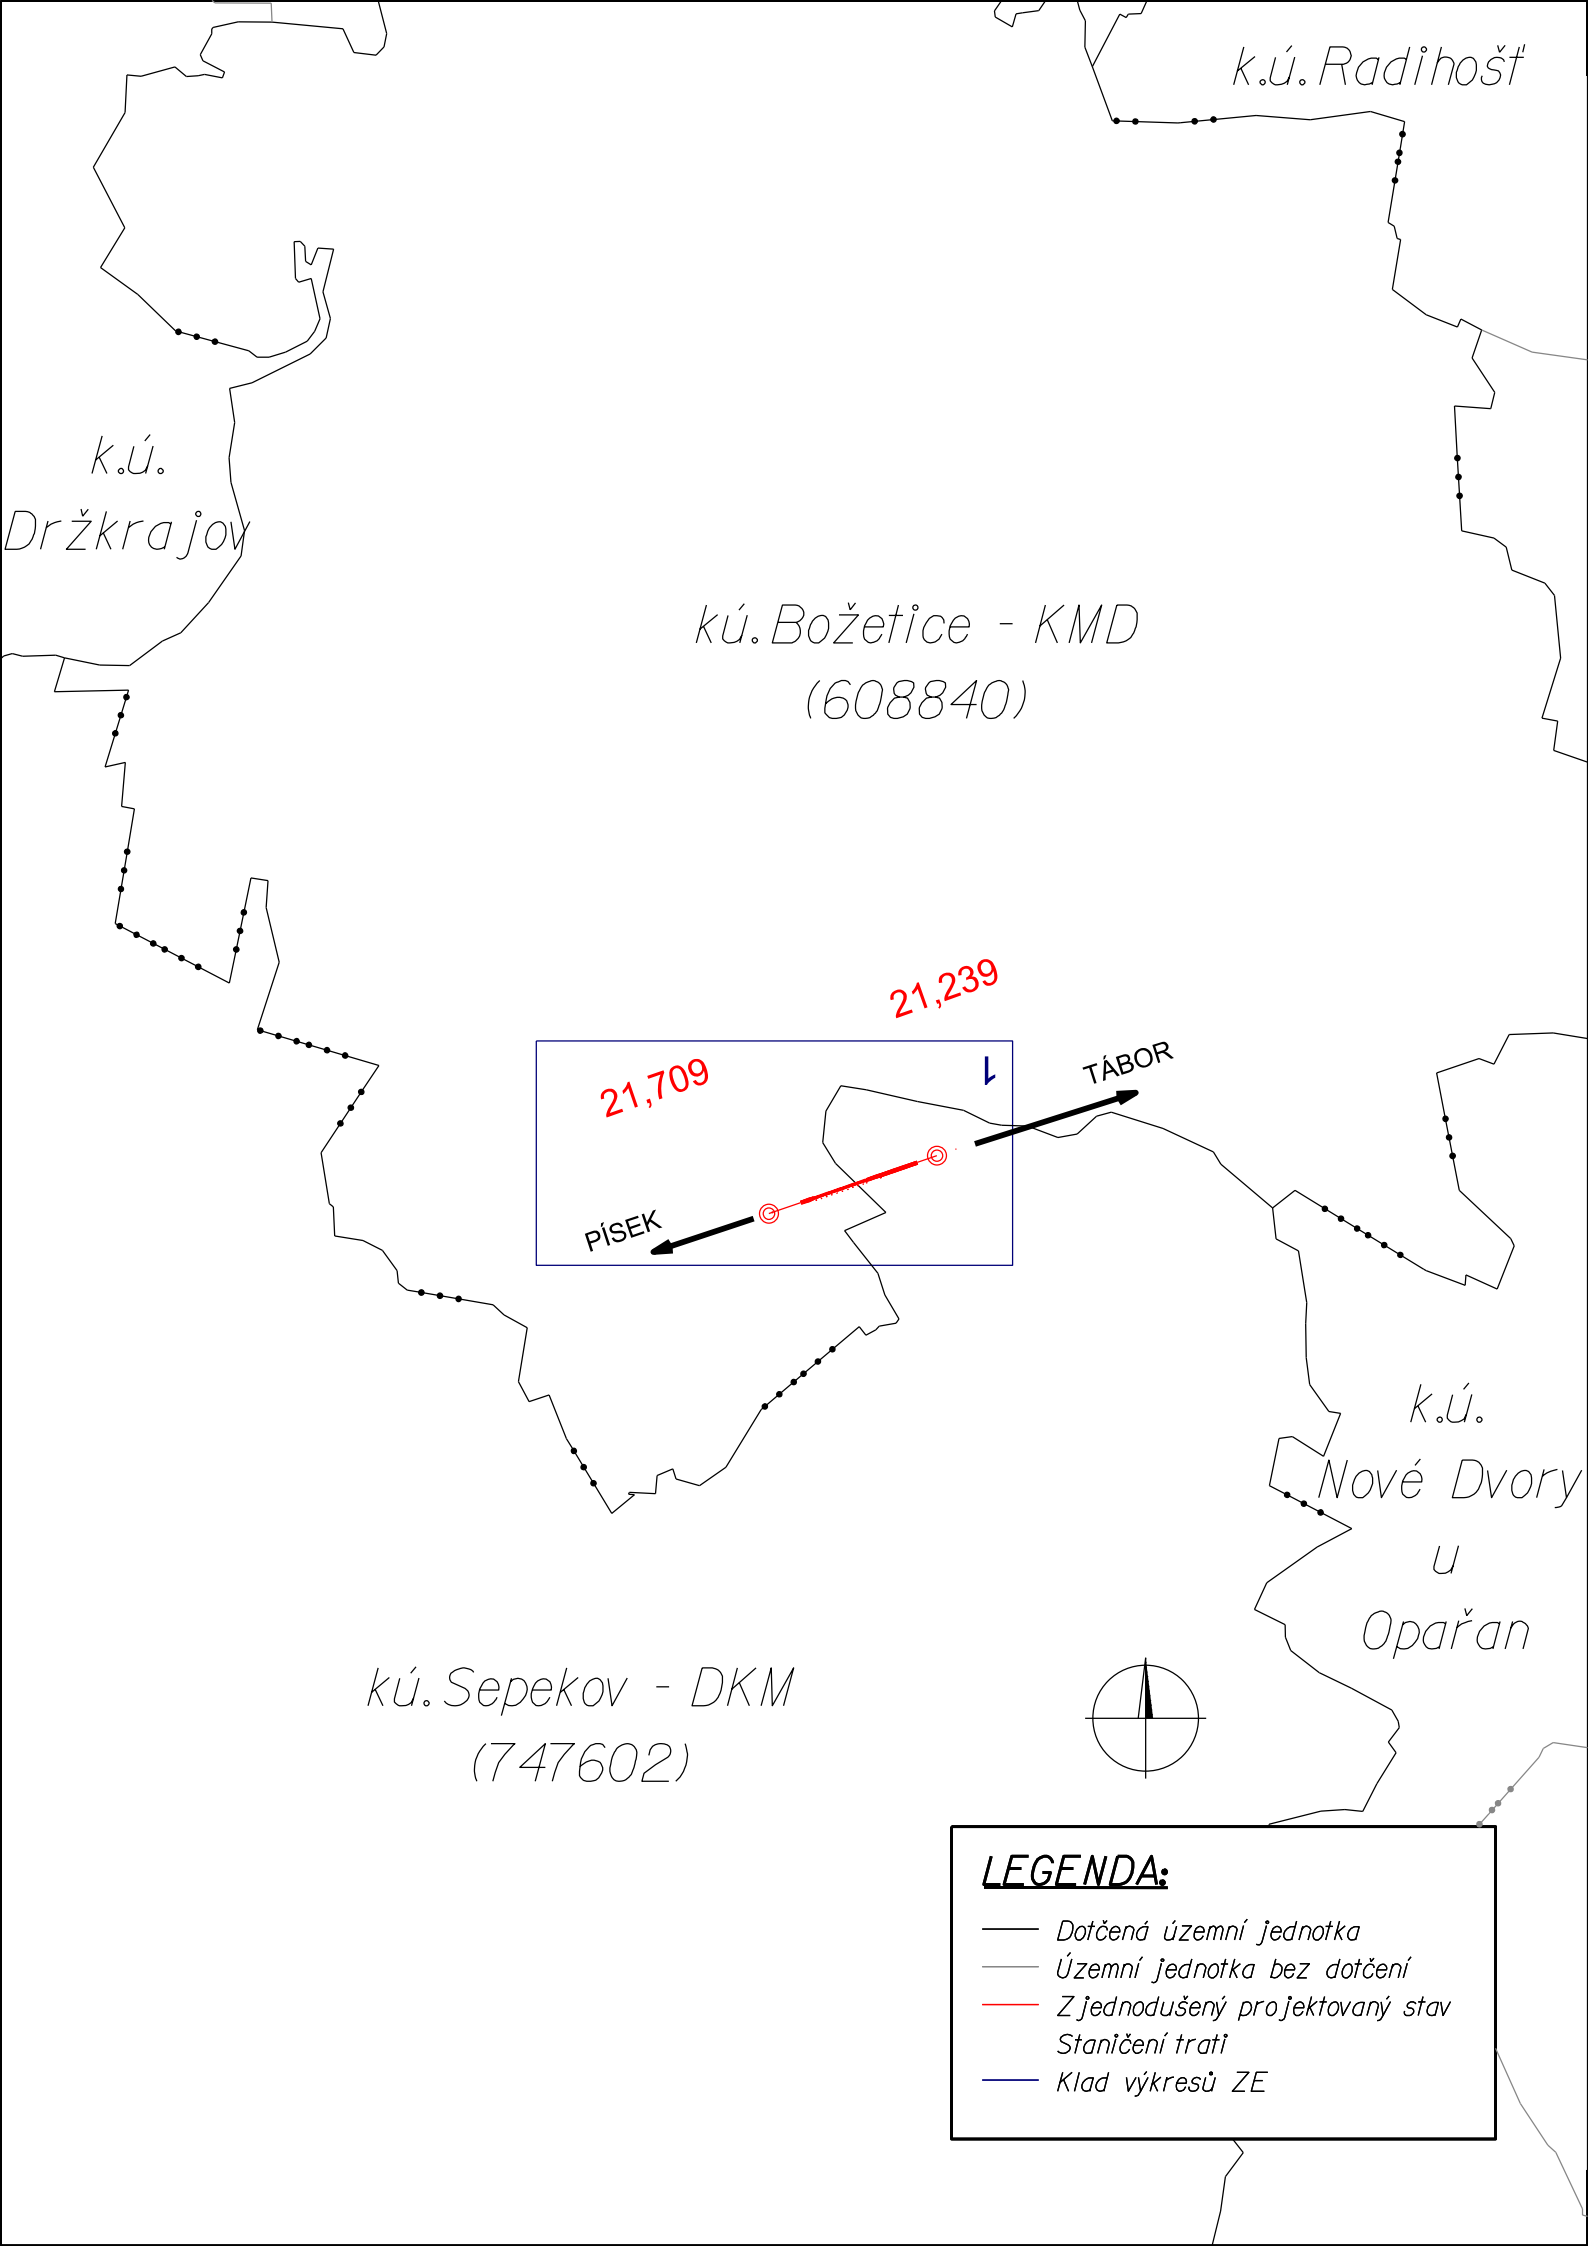 k.ú.Radihošť
k.ú.
Držkrajov
kú.Božetice - KMD
(608840)
21,239
21,709
1
TÁBOR
PÍSEK
k.ú.
Nové Dvory
u
Opařan
kú.Sepekov - DKM
(747602)
LEGENDA:
Dotčená územní jednotka
Územní jednotka bez dotčení
Zjednodušený projektovaný stav
Staničení trati
Klad výkresů ZE